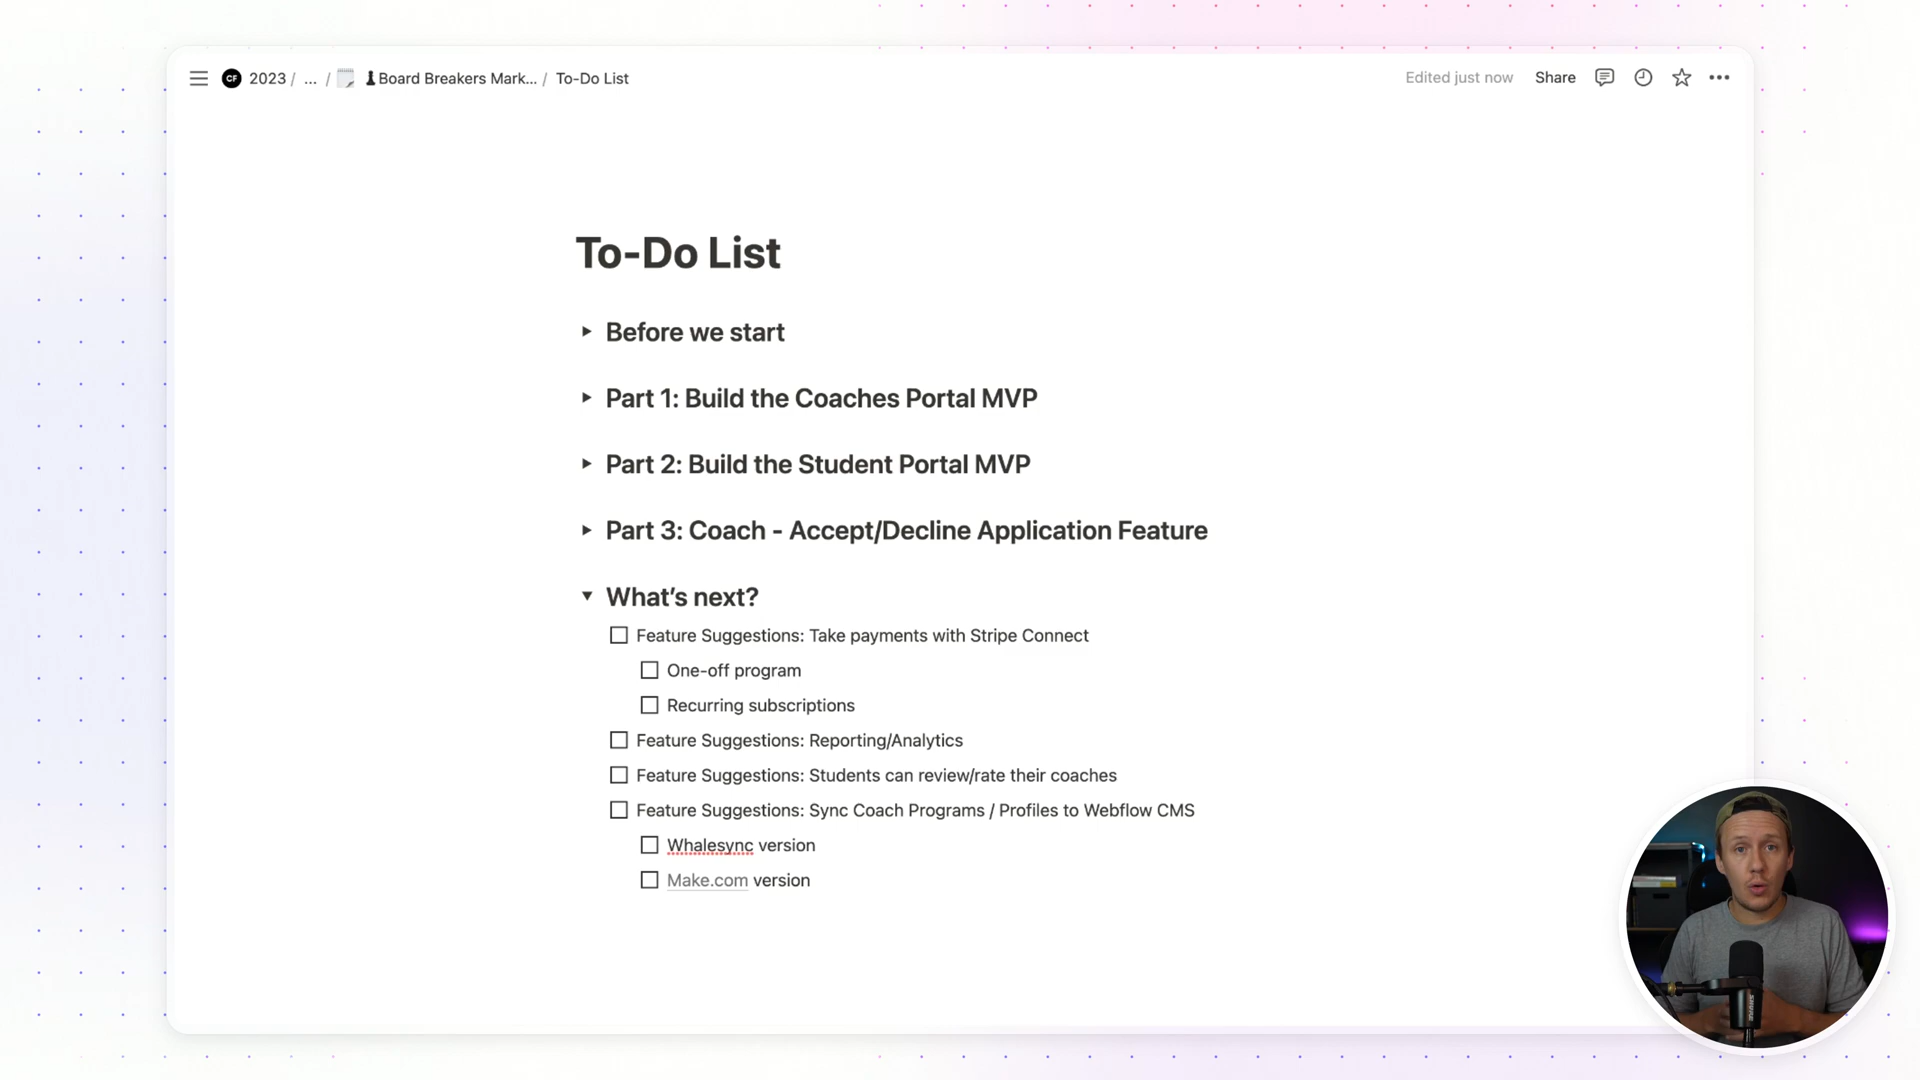 CF 2023 / ... / Board Breakers Mark... / To-Do List
Edited just now Share
To-Do List
Before we start
Part 1: Build the Coaches Portal MVP
Part 2: Build the Student Portal MVP
Part 3: Coach - Accept/Decline Application Feature
What’s next?
Feature Suggestions: Take payments with Stripe Connect
One-off program
Recurring subscriptions
Feature Suggestions: Reporting/Analytics
Feature Suggestions: Students can review/rate their coaches
Feature Suggestions: Sync Coach Programs / Profiles to Webflow CMS
Whalesync version
Make.com version
SHURE